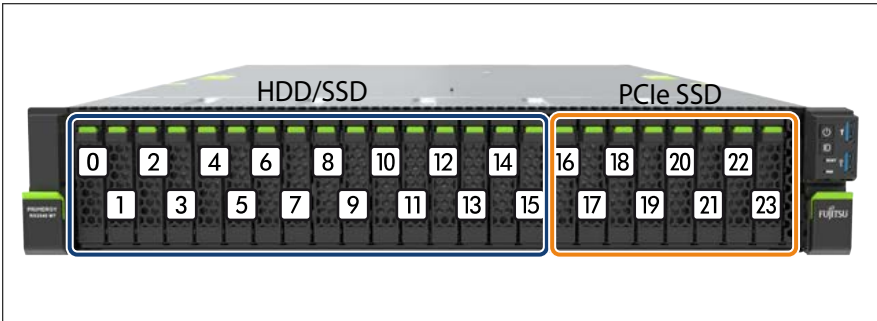 HDD/SSD
PCIe SSD
0 2 4 6 8 10 12 14 16 18 20 22
1 3 5 7 9 11 13 15 17 19 21 23
PRIMERGY
FUJITSU